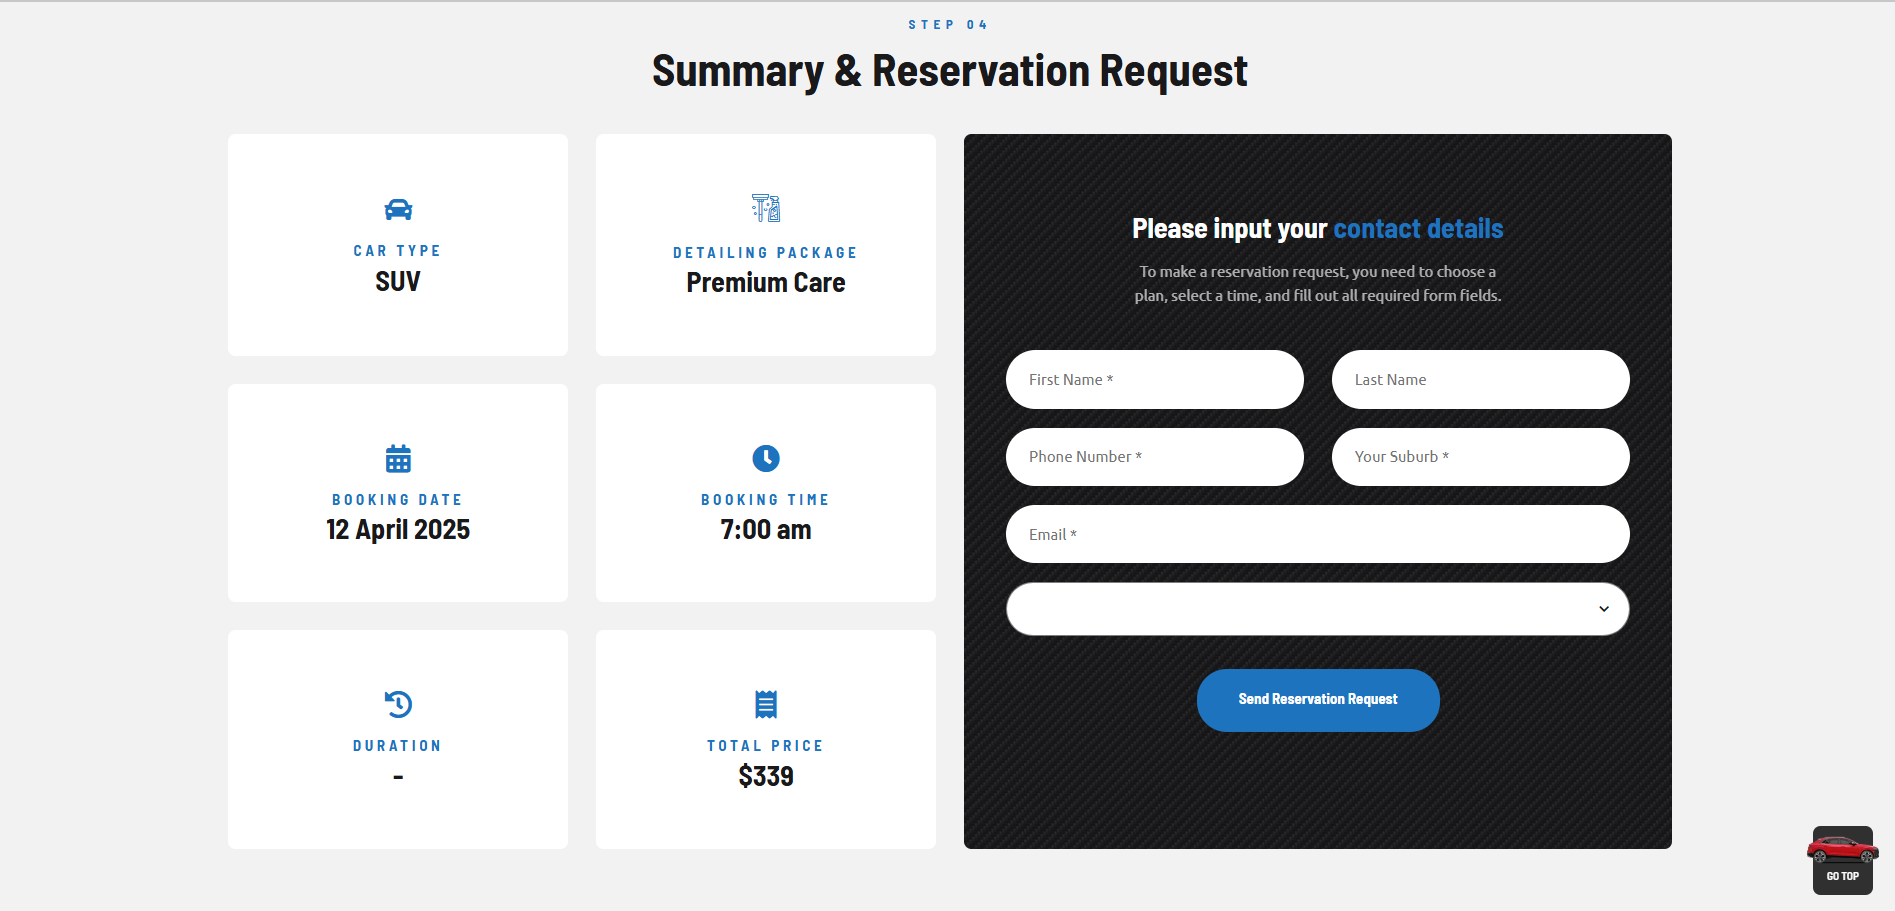 STEP 04
Summary & Reservation Request
CAR TYPE
SUV
DETAILING PACKAGE
Premium Care
BOOKING DATE
12 April 2025
BOOKING TIME
7:00 am
DURATION
-
TOTAL PRICE
$339
Please input your contact details
To make a reservation request, you need to choose a
plan, select a time, and fill out all required form fields.
First Name *
Last Name
Phone Number *
Your Suburb *
Email *
Send Reservation Request
GO TOP